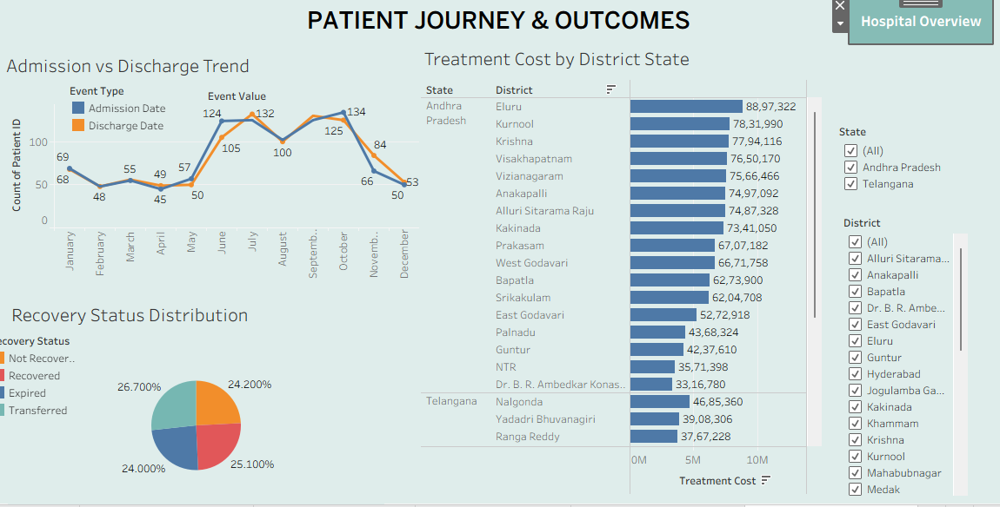 PATIENT JOURNEY & OUTCOMES
Hospital Overview
Admission vs Discharge Trend
Event Type
Admission Date
Discharge Date
Event Value
Count of Patient ID
100
50
0
69
68
48
55
49
45
57
50
124
105
132
100
134
125
84
66
53
50
January
February
March
April
May
June
July
August
Septemb..
October
Novemb..
December
Recovery Status Distribution
ecovery Status
Not Recover..
Recovered
Expired
Transferred
26.700%
24.200%
24.000%
25.100%
Treatment Cost by District State
State District
Andhra Pradesh
Eluru 88,97,322
Kurnool 78,31,990
Krishna 77,94,116
Visakhapatnam 76,50,170
Vizianagaram 75,66,466
Anakapalli 74,97,092
Alluri Sitarama Raju 74,87,328
Kakinada 73,41,050
Prakasam 67,07,182
West Godavari 66,71,758
Bapatla 62,73,900
Srikakulam 62,04,708
East Godavari 52,72,918
Palnadu 43,68,324
Guntur 42,37,610
NTR 35,71,398
Dr. B. R. Ambedkar Konas.. 33,16,780
Telangana Nalgonda 46,85,360
Yadadri Bhuvanagiri 39,08,306
Ranga Reddy 37,67,228
0M 5M 10M
Treatment Cost
State
(All)
Andhra Pradesh
Telangana
District
(All)
Alluri Sitarama...
Anakapalli
Bapatla
Dr. B. R. Ambe...
East Godavari
Eluru
Guntur
Hyderabad
Jogulamba Ga...
Kakinada
Khammam
Krishna
Kurnool
Mahabubnagar
Medak